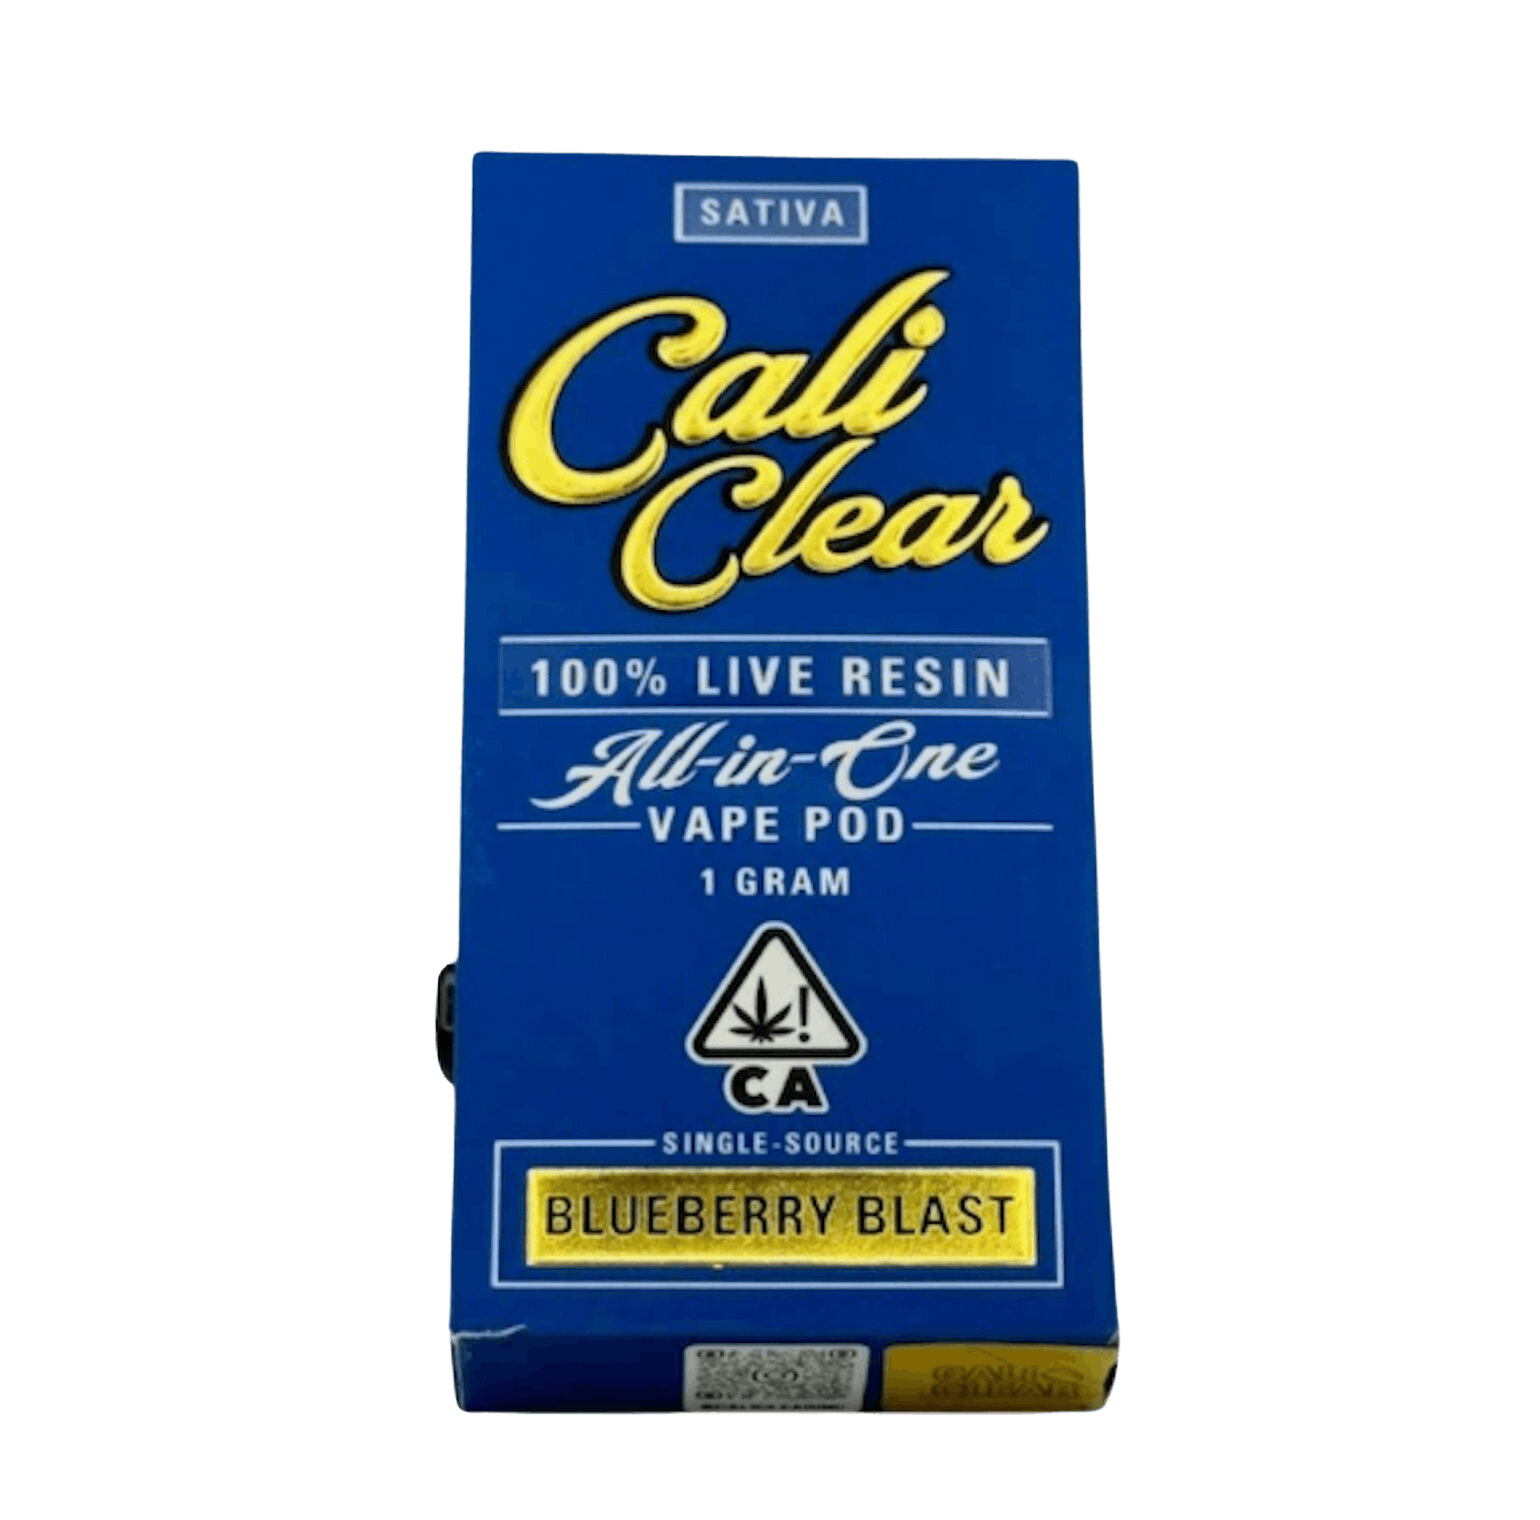 SATIVA
Cali
Clear
100% LIVE RESIN
All-in-One
VAPE POD
1 GRAM
!
CA
SINGLE-SOURCE
BLUEBERRY BLAST